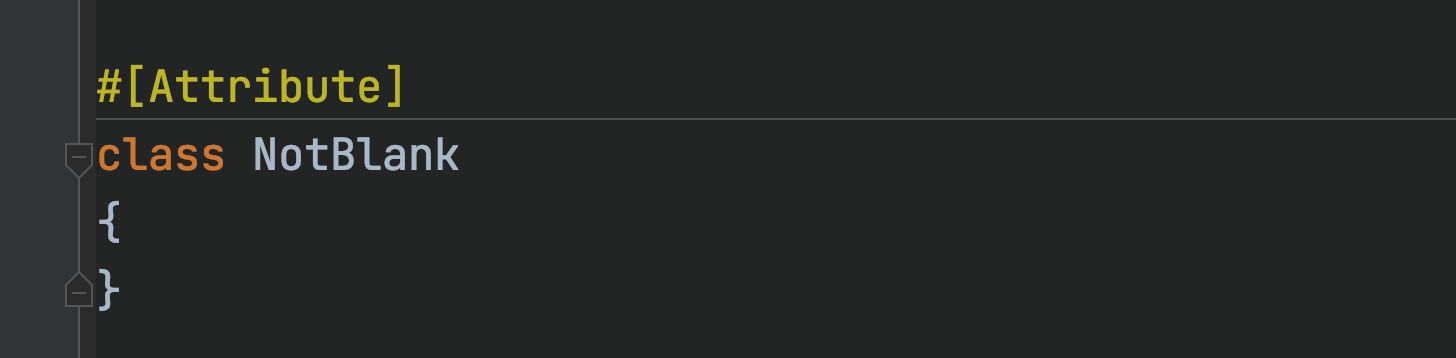 #[Attribute]
class NotBlank
{
}